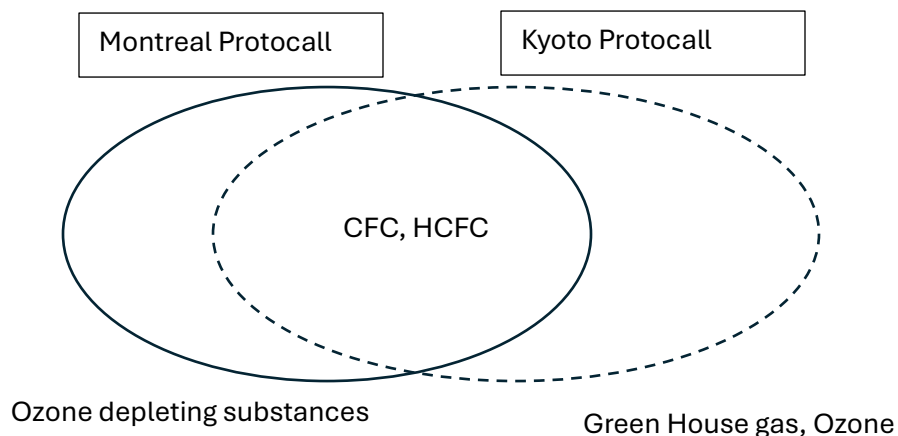 Montreal Protocall
Kyoto Protocall
CFC, HCFC
Ozone depleting substances
Green House gas, Ozone